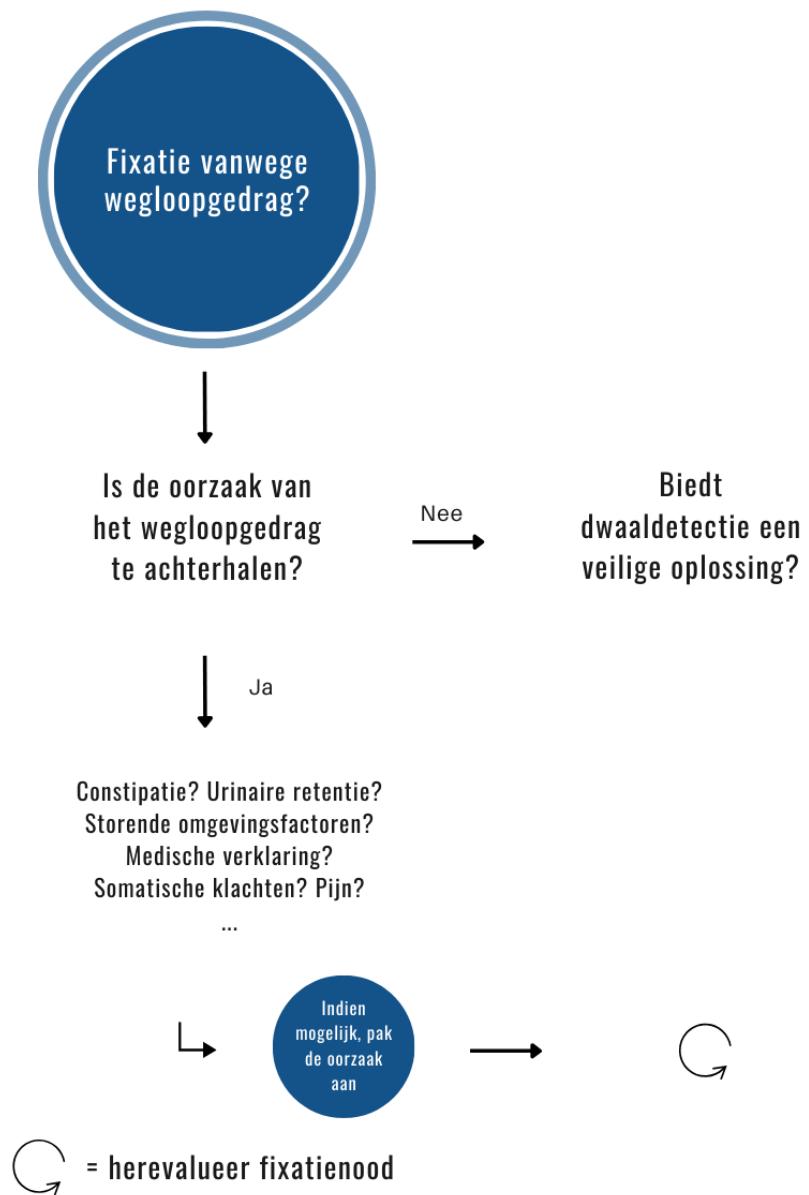 Fixatie vanwege
wegloopgedrag?
Is de oorzaak van
het wegloopgedrag
te achterhalen?
Nee
Biedt
dwaaldetectie een
veilige oplossing?
Ja
Constipatie? Urinaire retentie?
Storende omgevingsfactoren?
Medische verklaring?
Somatische klachten? Pijn?
...
Indien
mogelijk, pak
de oorzaak
aan
= herevalueer fixatienood